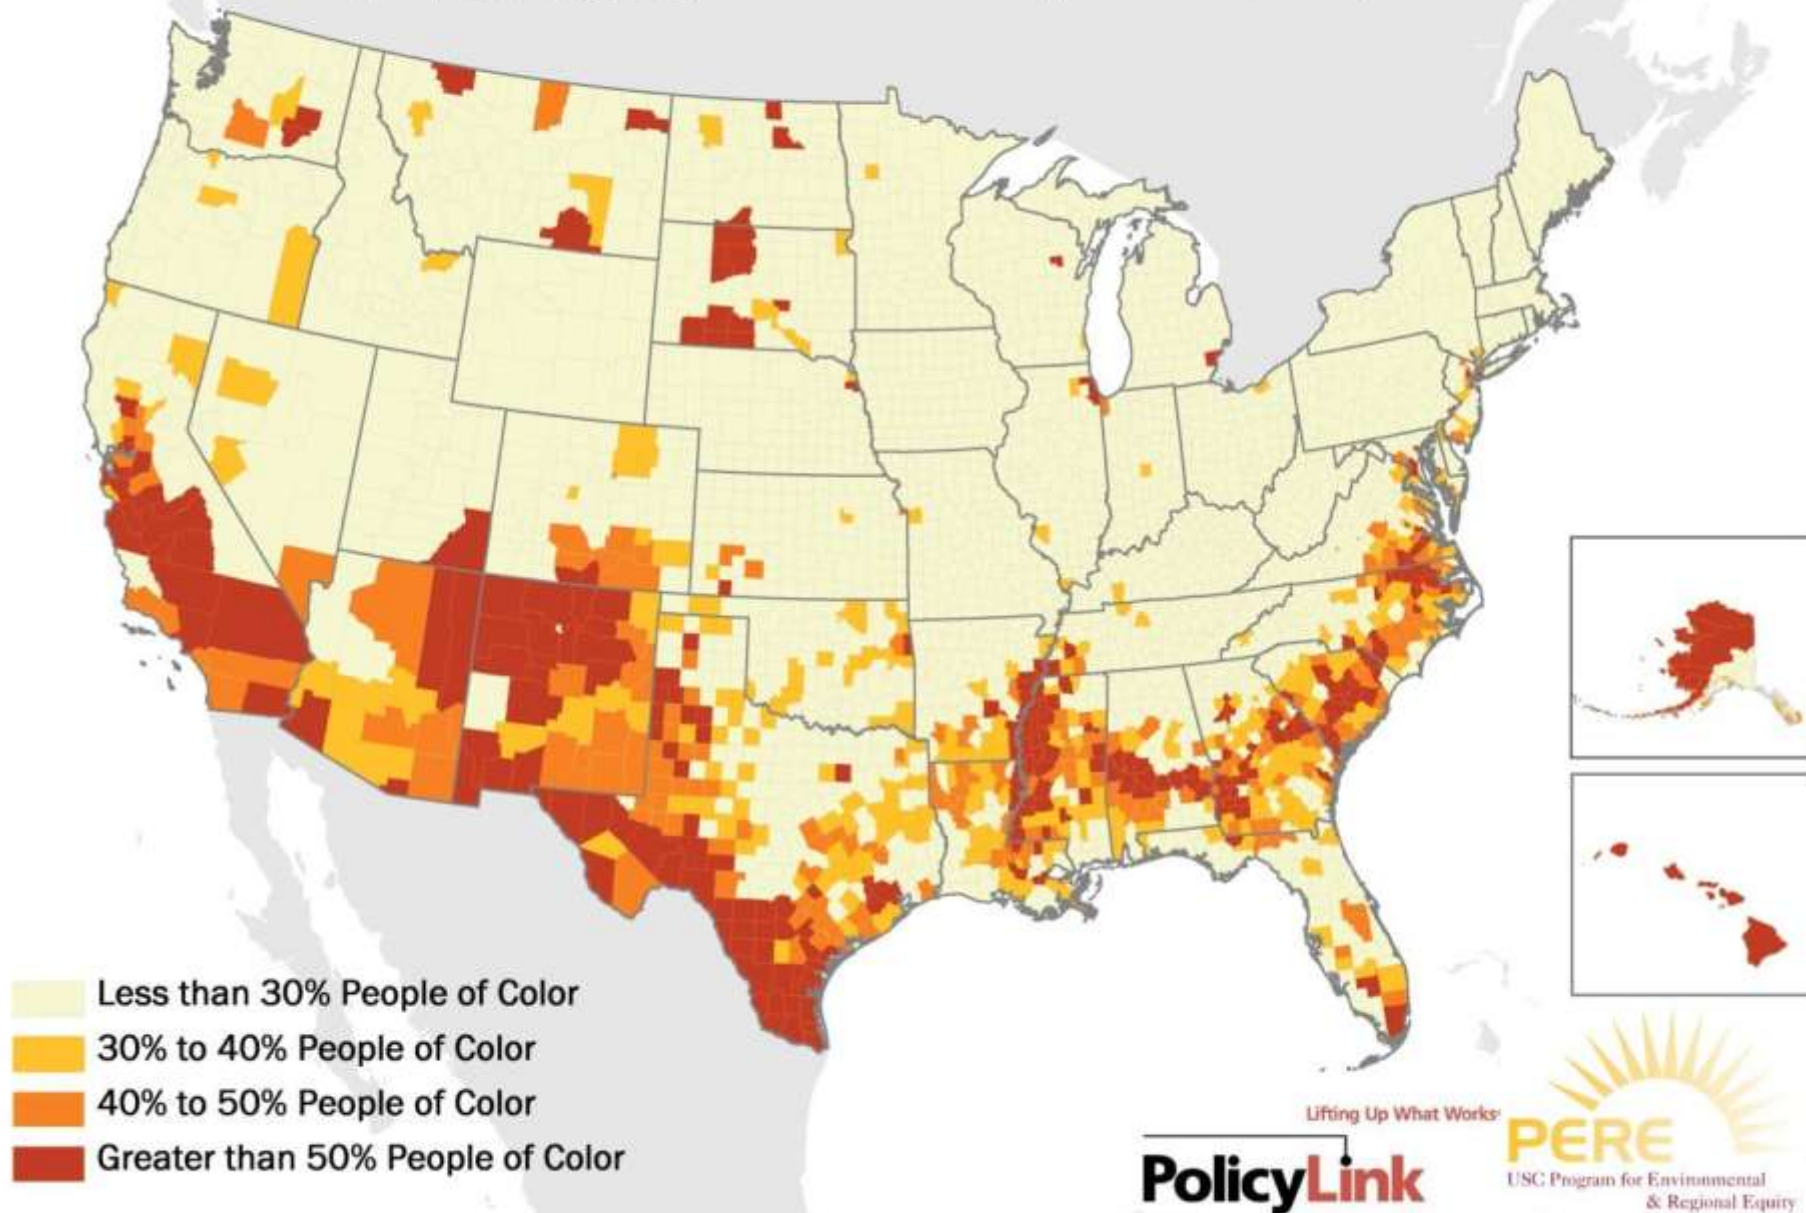 Less than 30% People of Color
30% to 40% People of Color
40% to 50% People of Color
Greater than 50% People of Color
Lifting Up What Works
PolicyLink
PERE
USC Program for Environmental
& Regional Equity